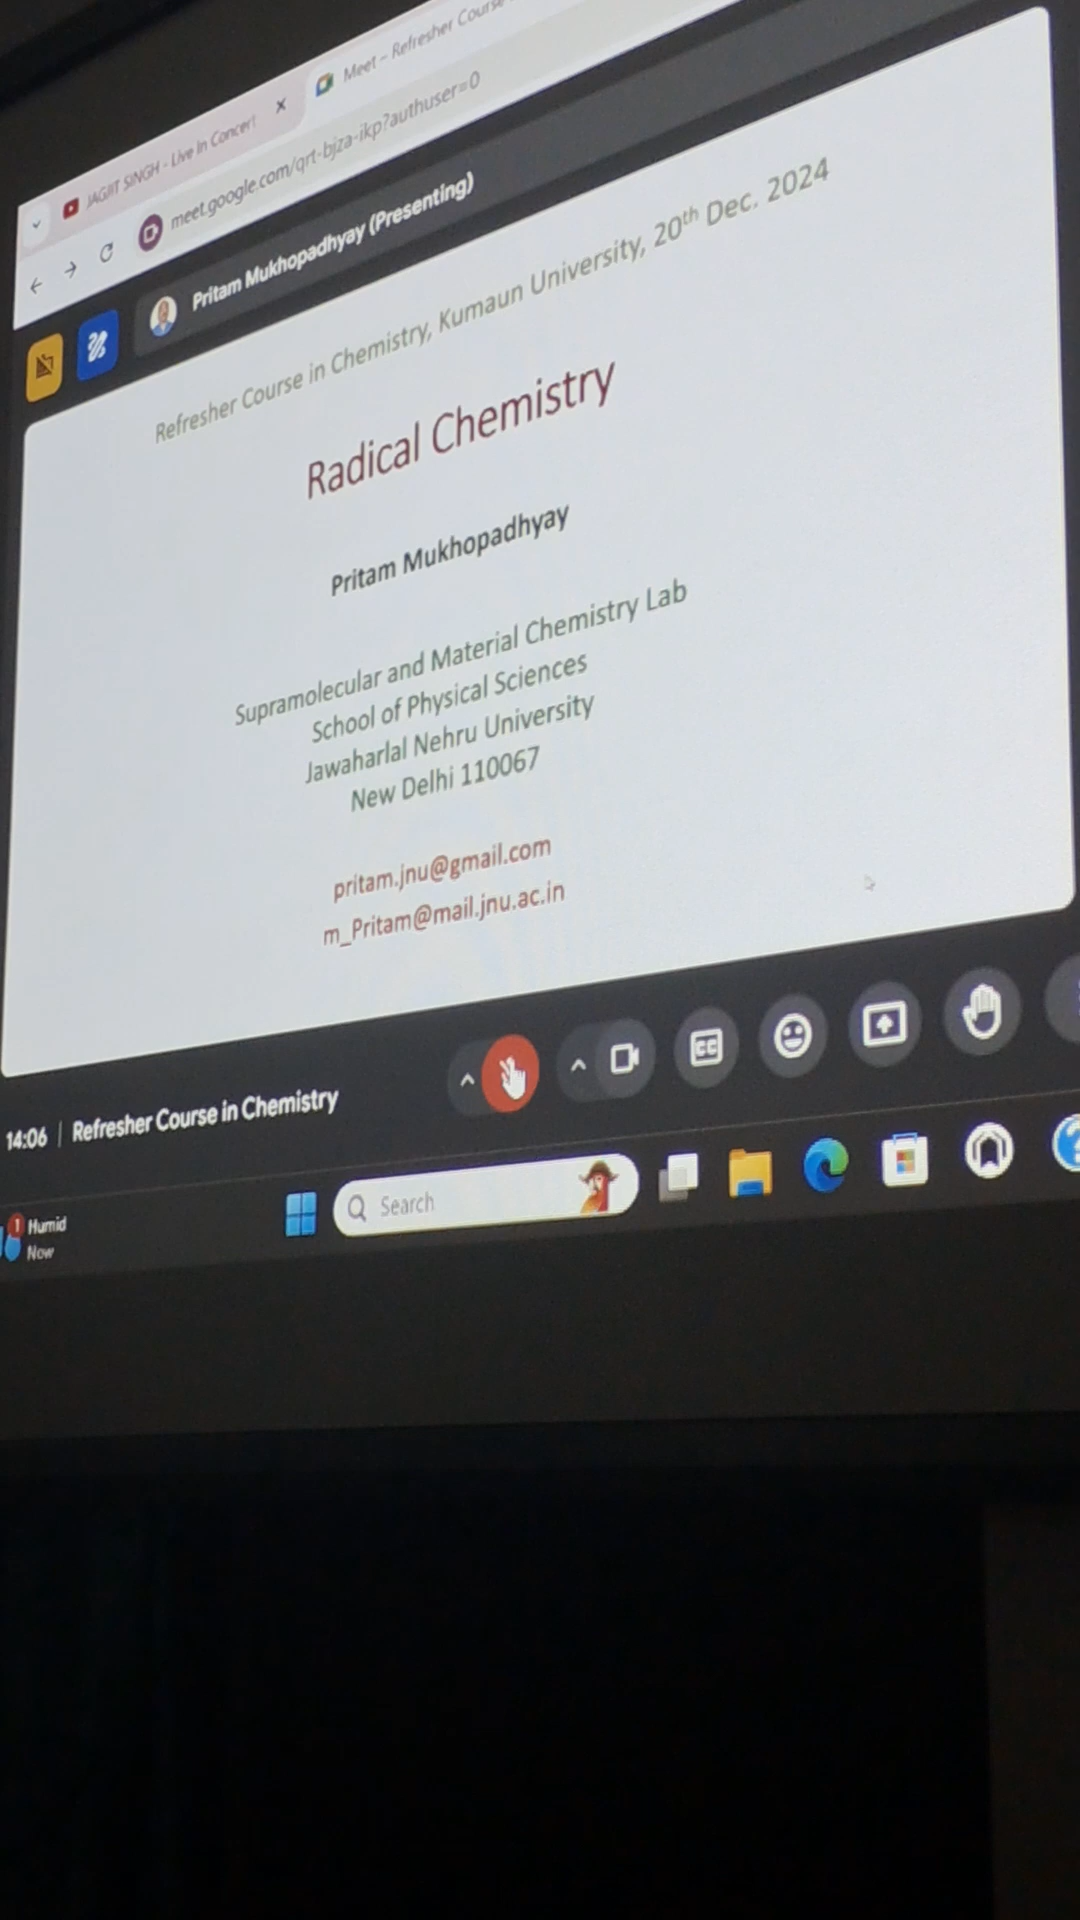 JAGJIT SINGH - Live In Concert
Meet – Refresher Course
meet.google.com/qrt-bjza-ikp?authuser=0
Pritam Mukhopadhyay (Presenting)
Refresher Course in Chemistry, Kumaun University, 20th Dec. 2024
Radical Chemistry
Pritam Mukhopadhyay
Supramolecular and Material Chemistry Lab
School of Physical Sciences
Jawaharlal Nehru University
New Delhi 110067
pritam.jnu@gmail.com
m_Pritam@mail.jnu.ac.in
CC
14:06 | Refresher Course in Chemistry
Search
1
Humid
Now